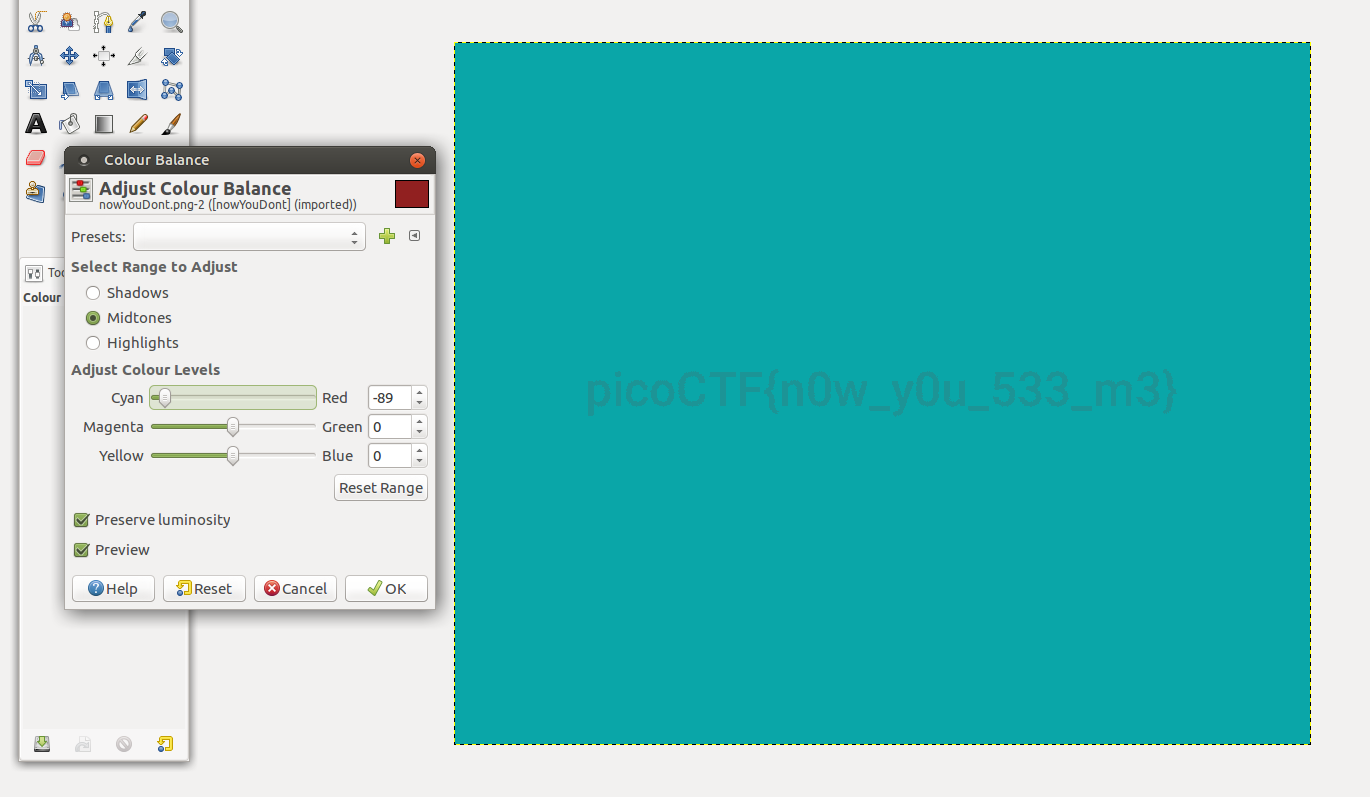 Colour Balance
Adjust Colour Balance
nowYouDont.png-2 ([nowYouDont] (imported))
Presets:
Too
Colour
Select Range to Adjust
Shadows
Midtones
Highlights
Adjust Colour Levels
Cyan Red -89
Magenta Green 0
Yellow Blue 0
Reset Range
Preserve luminosity
Preview
Help Reset Cancel OK
picoCTF{n0w_y0u_533_m3}